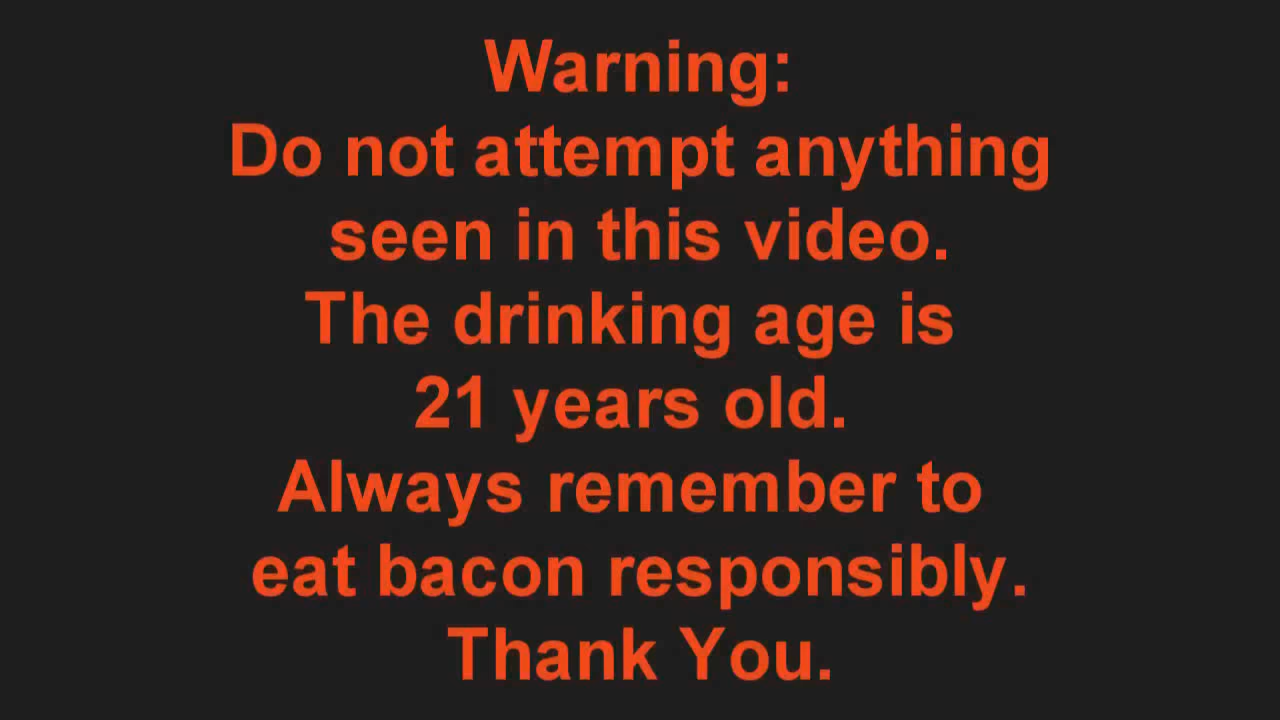 Warning:
Do not attempt anything
seen in this video.
The drinking age is
21 years old.
Always remember to
eat bacon responsibly.
Thank You.